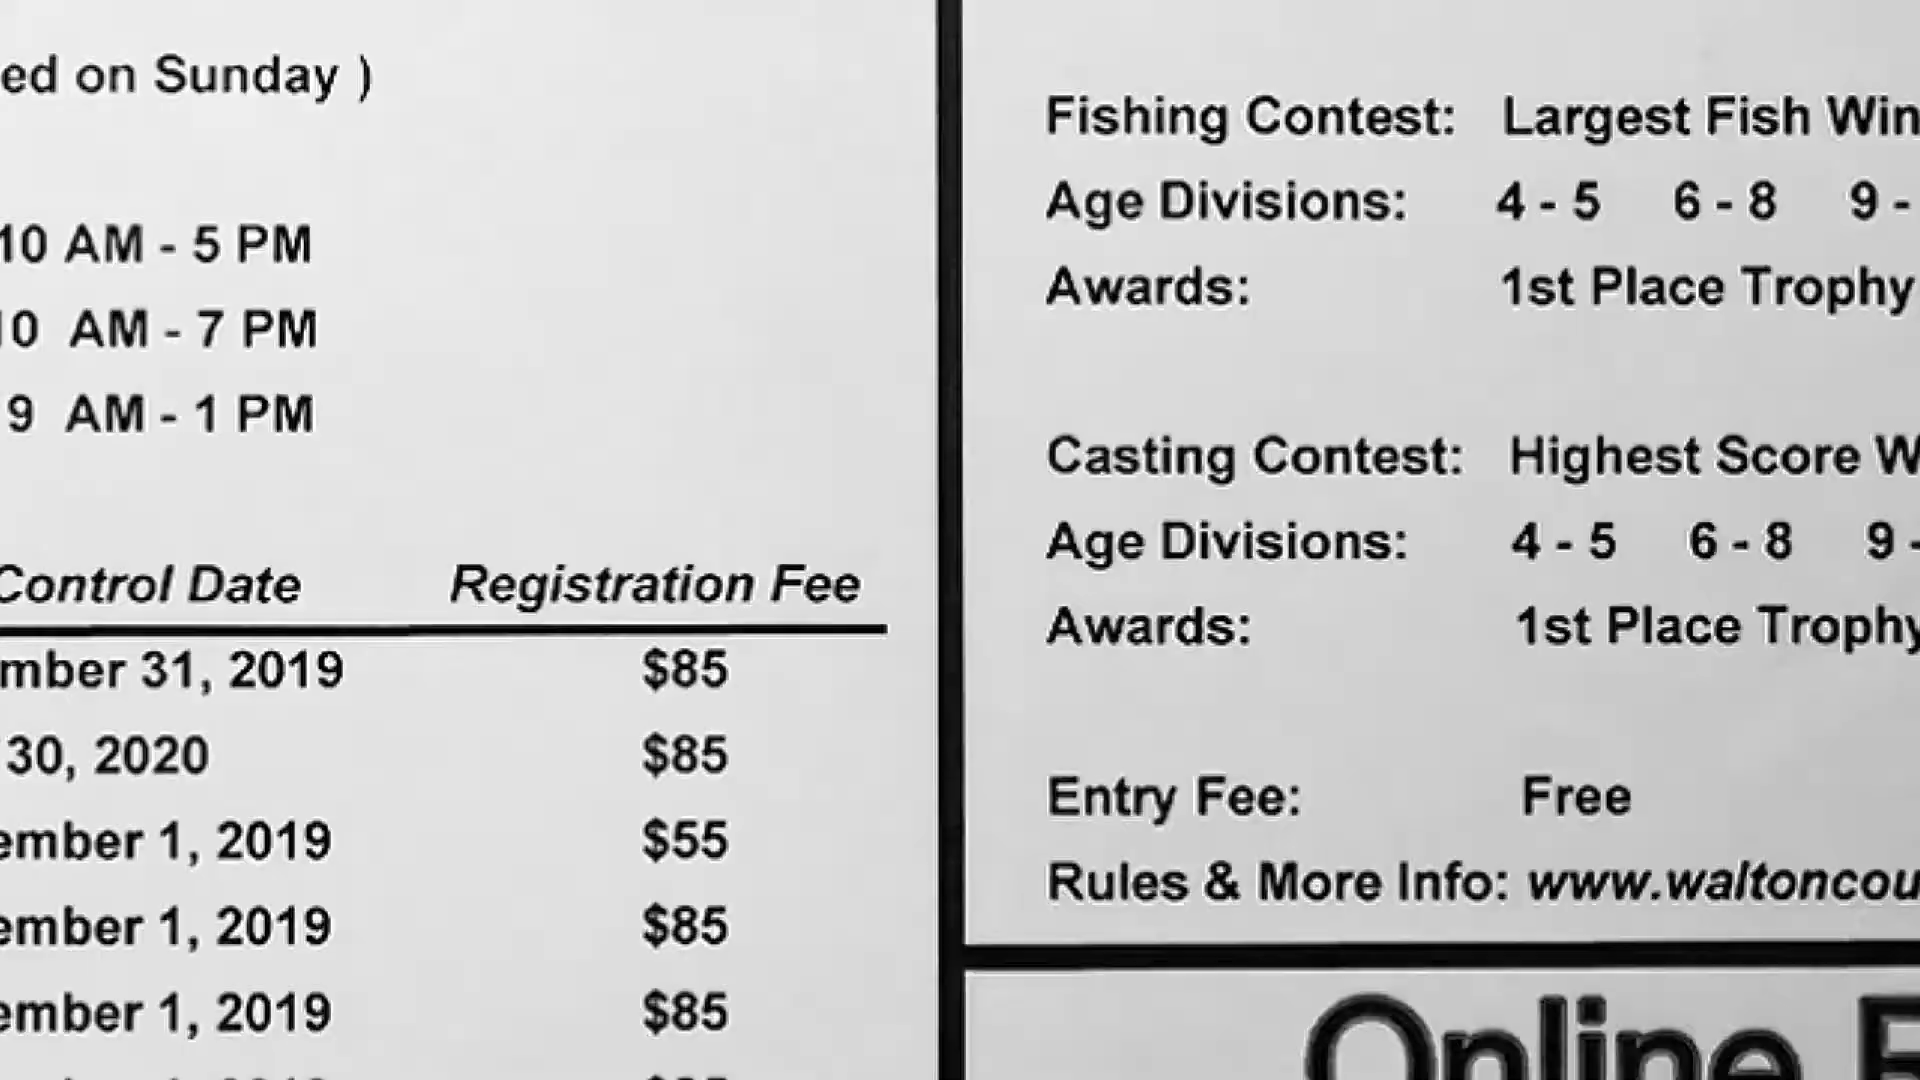 ed on Sunday )
10 AM - 5 PM
10 AM - 7 PM
9 AM - 1 PM
Control Date Registration Fee
mber 31, 2019 $85
30, 2020 $85
ember 1, 2019 $55
ember 1, 2019 $85
ember 1, 2019 $85
Fishing Contest: Largest Fish Win
Age Divisions: 4 - 5 6 - 8 9 -
Awards: 1st Place Trophy
Casting Contest: Highest Score W
Age Divisions: 4 - 5 6 - 8 9 -
Awards: 1st Place Trophy
Entry Fee: Free
Rules & More Info: www.waltoncou
Online